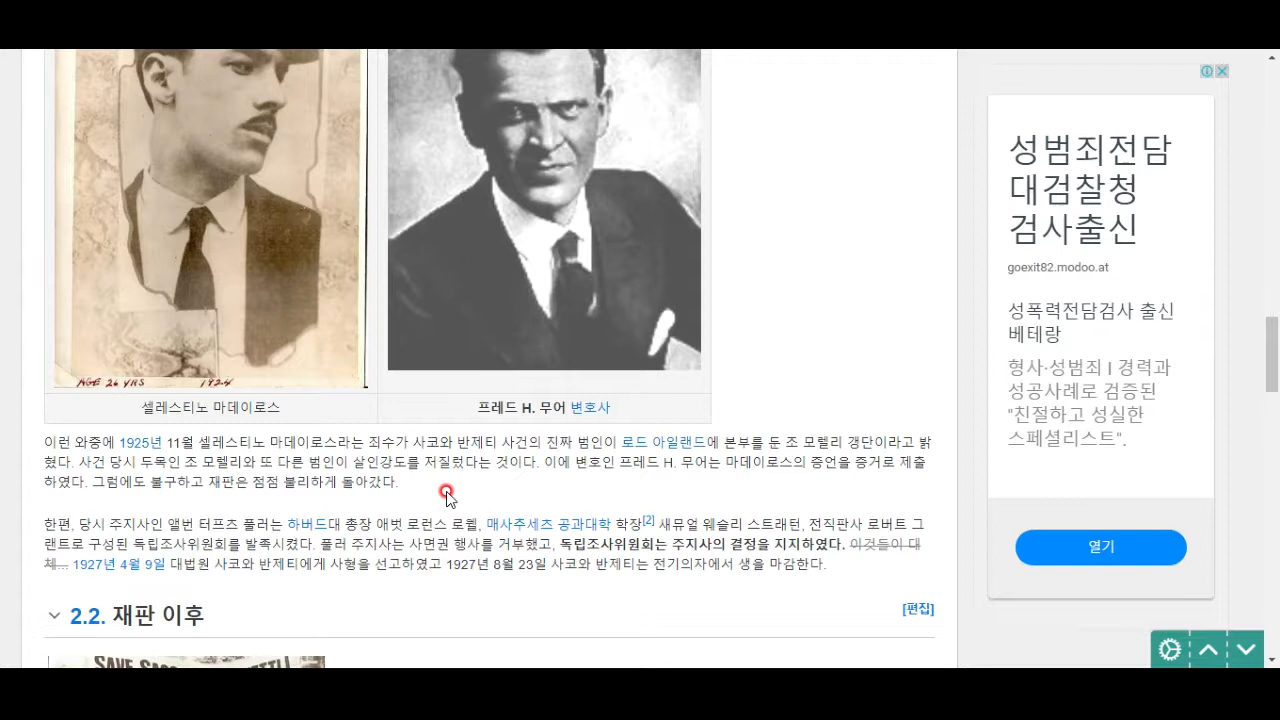 AGE 26 YRS 1924
셀레스티노 마데이로스
프레드 H. 무어 변호사
이런 와중에 1925년 11월 셀레스티노 마데이로스라는 죄수가 사코와 반제티 사건의 진짜 범인이 로드 아일랜드에 본부를 둔 조 모렐리 갱단이라고 밝
혔다. 사건 당시 두목인 조 모렐리와 또 다른 범인이 살인강도를 저질렀다는 것이다. 이에 변호인 프레드 H. 무어는 마데이로스의 증언을 증거로 제출
하였다. 그럼에도 불구하고 재판은 점점 불리하게 돌아갔다.
한편, 당시 주지사인 앨번 터프츠 풀러는 하버드대 총장 애벗 로런스 로웰, 매사추세츠 공과대학 학장[2] 새뮤얼 웨슬리 스트래턴, 전직판사 로버트 그
랜트로 구성된 독립조사위원회를 발족시켰다. 풀러 주지사는 사면권 행사를 거부했고, 독립조사위원회는 주지사의 결정을 지지하였다. 이것들이 대
체... 1927년 4월 9일 대법원 사코와 반제티에게 사형을 선고하였고 1927년 8월 23일 사코와 반제티는 전기의자에서 생을 마감한다.
2.2. 재판 이후
[편집]
성범죄전담
대검찰청
검사출신
goexit82.modoo.at
성폭력전담검사 출신
베테랑
형사·성범죄 I 경력과
성공사례로 검증된
"친절하고 성실한
스페셜리스트".
열기